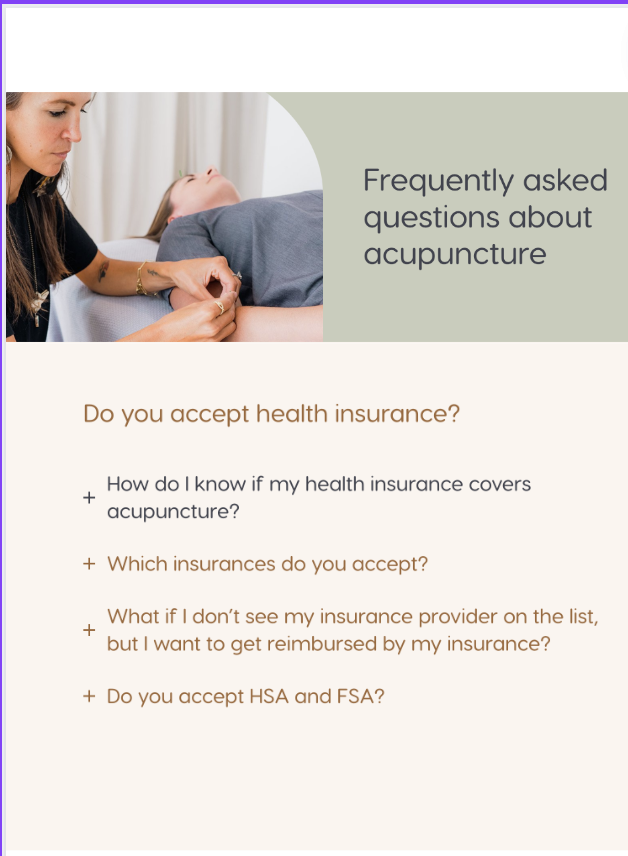 Frequently asked
questions about
acupuncture
Do you accept health insurance?
+ How do I know if my health insurance covers
acupuncture?
+ Which insurances do you accept?
+ What if I don't see my insurance provider on the list,
but I want to get reimbursed by my insurance?
+ Do you accept HSA and FSA?